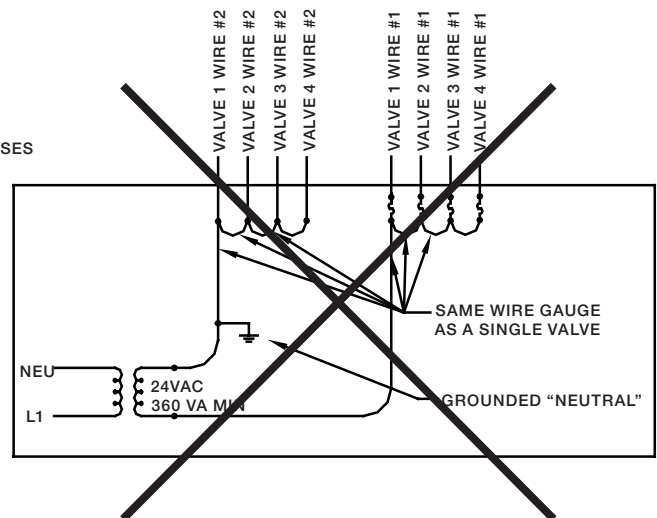 VALVE 1 WIRE #2
VALVE 2 WIRE #2
VALVE 3 WIRE #2
VALVE 4 WIRE #2
VALVE 1 WIRE #1
VALVE 2 WIRE #1
VALVE 3 WIRE #1
VALVE 4 WIRE #1
SES
SAME WIRE GAUGE
AS A SINGLE VALVE
NEU
24VAC
360 VA MIN
GROUNDED “NEUTRAL”
L1